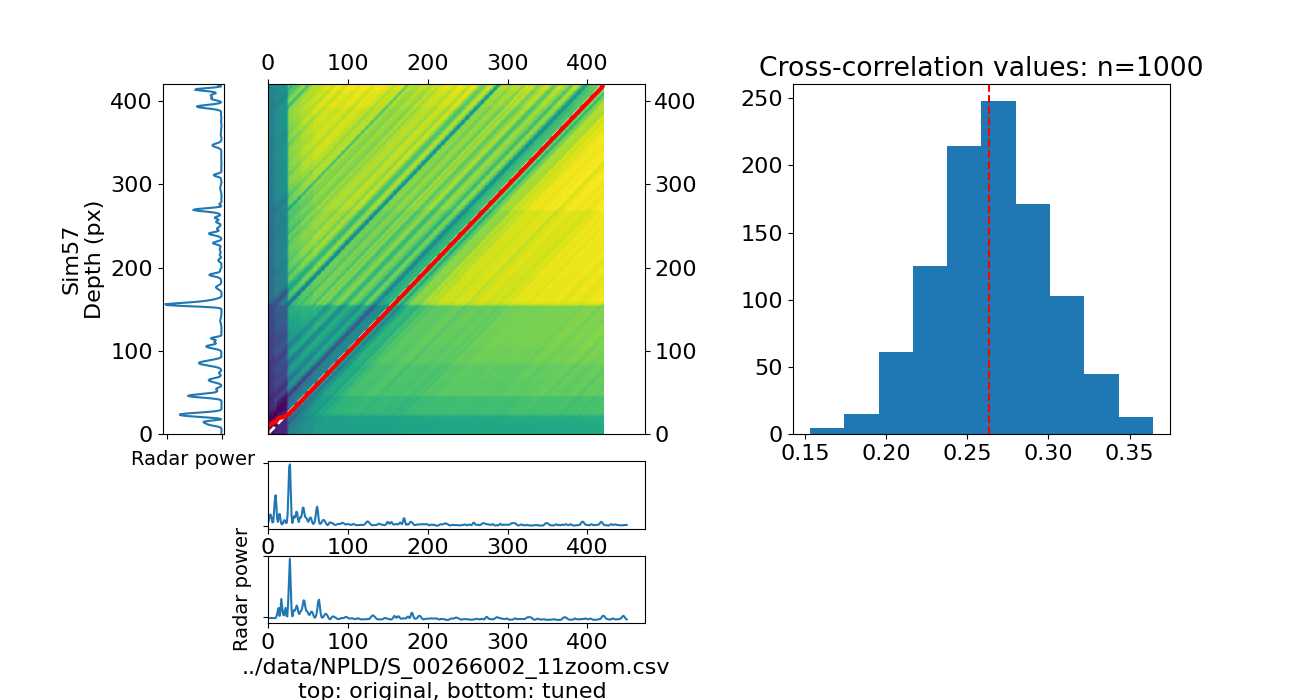 0 100 200 300 400
Cross-correlation values: n=1000
400
300
200
100
0
Sim57
Depth (px)
400
300
200
100
0
250
200
150
100
50
0
0.15 0.20 0.25 0.30 0.35
Radar power
0 100 200 300 400
Radar power
0 100 200 300 400
../data/NPLD/S_00266002_11zoom.csv
top: original, bottom: tuned